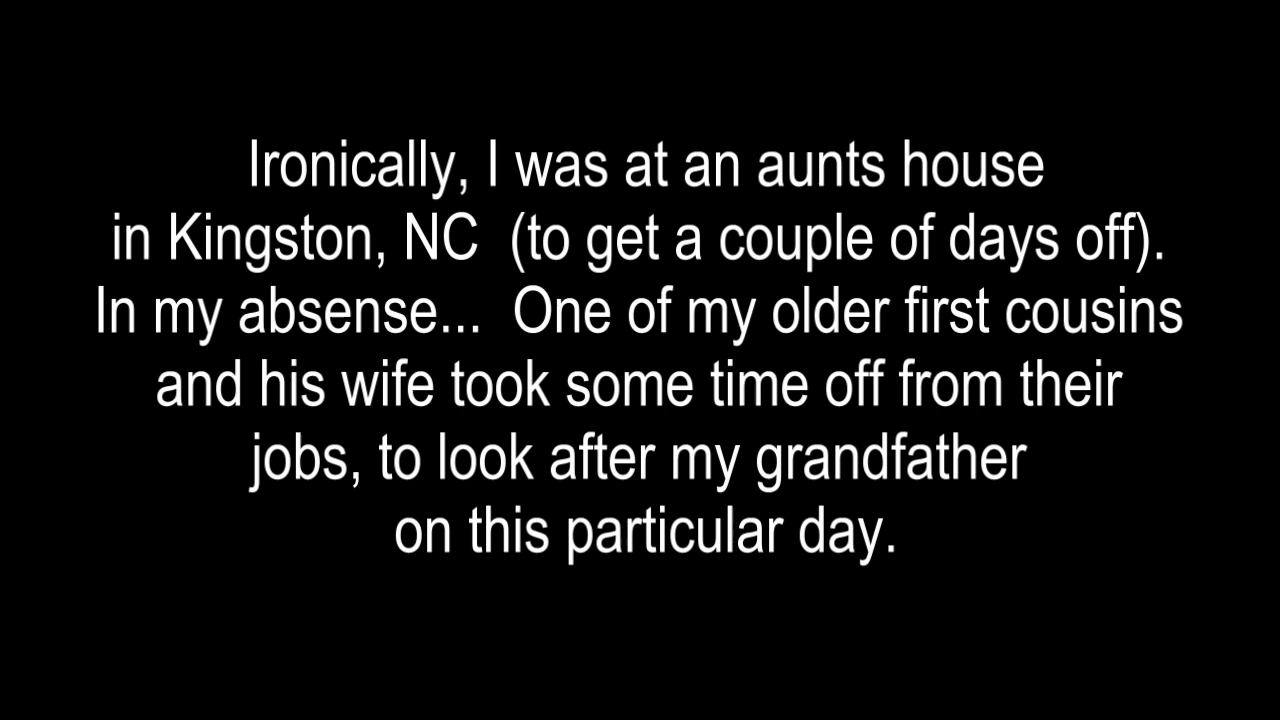 Ironically, I was at an aunts house
in Kingston, NC  (to get a couple of days off).
In my absense...  One of my older first cousins
and his wife took some time off from their
jobs, to look after my grandfather
on this particular day.